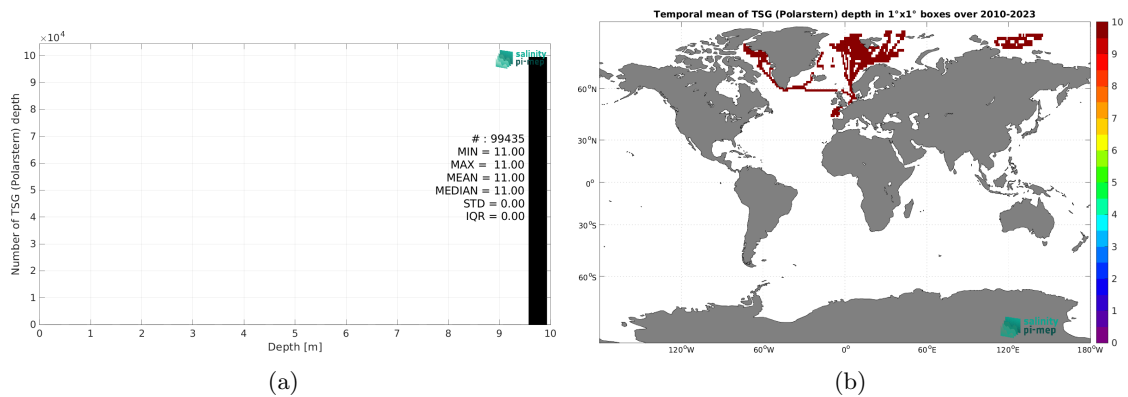 ×10⁴
10
9
8
7
6
5
4
3
2
1
0
Number of TSG (Polarstern) depth
salinity
pi-mep
# : 99435
MIN = 11.00
MAX = 11.00
MEAN = 11.00
MEDIAN = 11.00
STD = 0.00
IQR = 0.00
0 1 2 3 4 5 6 7 8 9 10
Depth [m]
(a)
Temporal mean of TSG (Polarstern) depth in 1°x1° boxes over 2010-2023
60°N
30°N
0°
30°S
60°S
120°W 60°W 0° 60°E 120°E 180°W
salinity
pi-mep
10
9
8
7
6
5
4
3
2
1
0
(b)